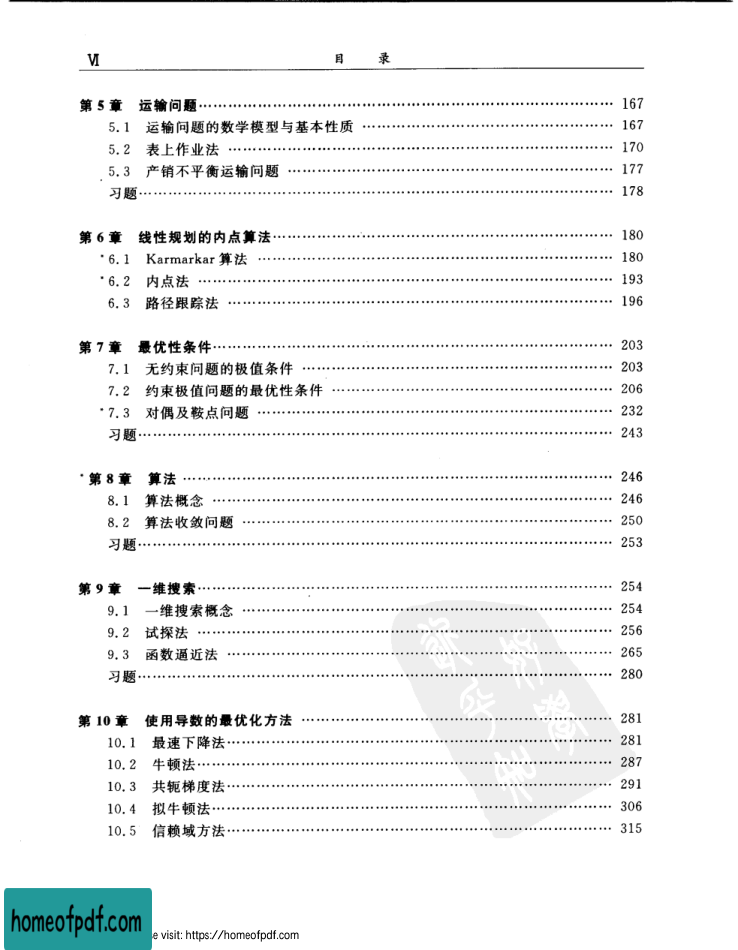 Ⅵ 目 录
第5章 运输问题…… 167
5.1 运输问题的数学模型与基本性质 …… 167
5.2 表上作业法 …… 170
5.3 产销不平衡运输问题 …… 177
习题…… 178
第6章 线性规划的内点算法…… 180
*6.1 Karmarkar 算法 …… 180
*6.2 内点法 …… 193
6.3 路径跟踪法 …… 196
第7章 最优性条件…… 203
7.1 无约束问题的极值条件 …… 203
7.2 约束极值问题的最优性条件 …… 206
*7.3 对偶及鞍点问题 …… 232
习题…… 243
*第8章 算法 …… 246
8.1 算法概念 …… 246
8.2 算法收敛问题 …… 250
习题…… 253
第9章 一维搜索…… 254
9.1 一维搜索概念 …… 254
9.2 试探法 …… 256
9.3 函数逼近法 …… 265
习题…… 280
第10章 使用导数的最优化方法 …… 281
10.1 最速下降法…… 281
10.2 牛顿法…… 287
10.3 共轭梯度法…… 291
10.4 拟牛顿法…… 306
10.5 信赖域方法…… 315
homeofpdf.com
e visit: https://homeofpdf.com